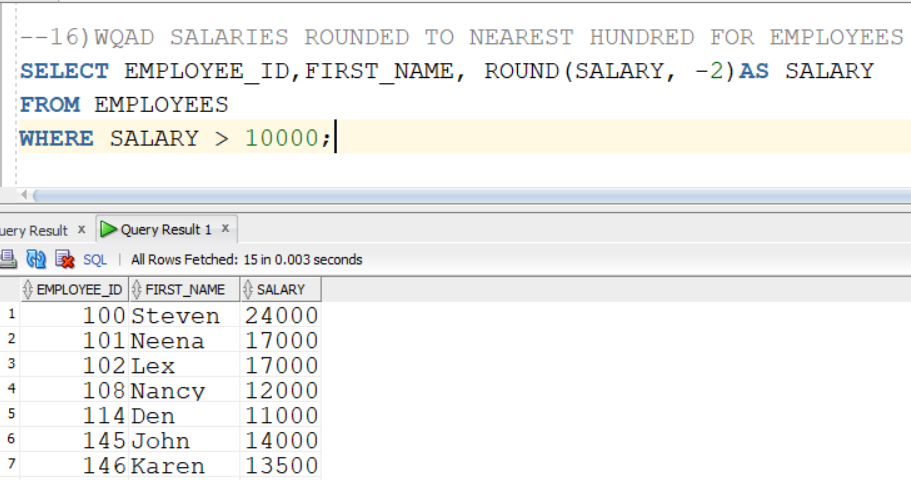 --16)WQAD SALARIES ROUNDED TO NEAREST HUNDRED FOR EMPLOYEES
SELECT EMPLOYEE_ID,FIRST_NAME, ROUND(SALARY, -2)AS SALARY
FROM EMPLOYEES
WHERE SALARY > 10000;
uery Result x Query Result 1 x
SQL | All Rows Fetched: 15 in 0.003 seconds
EMPLOYEE_ID FIRST_NAME SALARY
1 100 Steven 24000
2 101 Neena 17000
3 102 Lex 17000
4 108 Nancy 12000
5 114 Den 11000
6 145 John 14000
7 146 Karen 13500